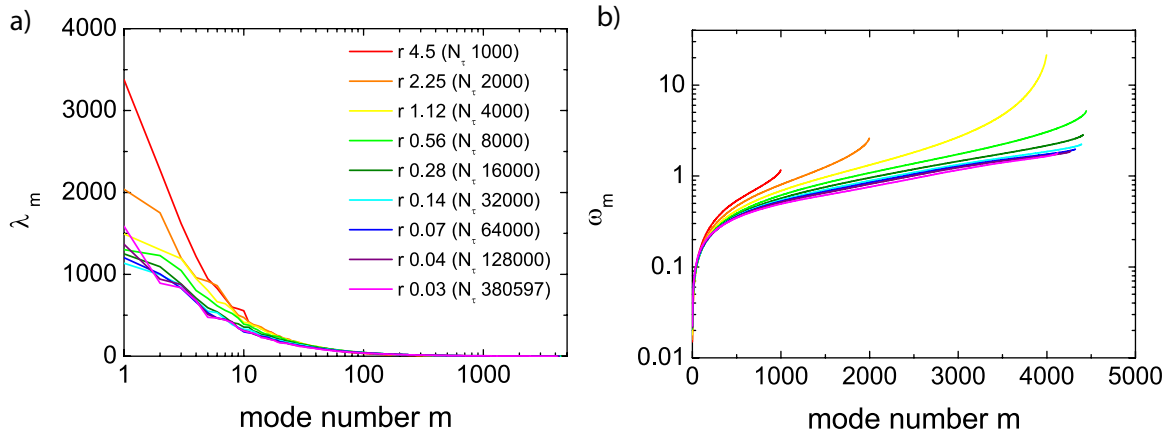 a)
4000
3000
2000
1000
0
λ m
1
10
100
1000
mode number m
r 4.5 (Nτ 1000)
r 2.25 (Nτ 2000)
r 1.12 (Nτ 4000)
r 0.56 (Nτ 8000)
r 0.28 (Nτ 16000)
r 0.14 (Nτ 32000)
r 0.07 (Nτ 64000)
r 0.04 (Nτ 128000)
r 0.03 (Nτ 380597)
b)
10
1
0.1
0.01
ωm
0
1000
2000
3000
4000
5000
mode number m